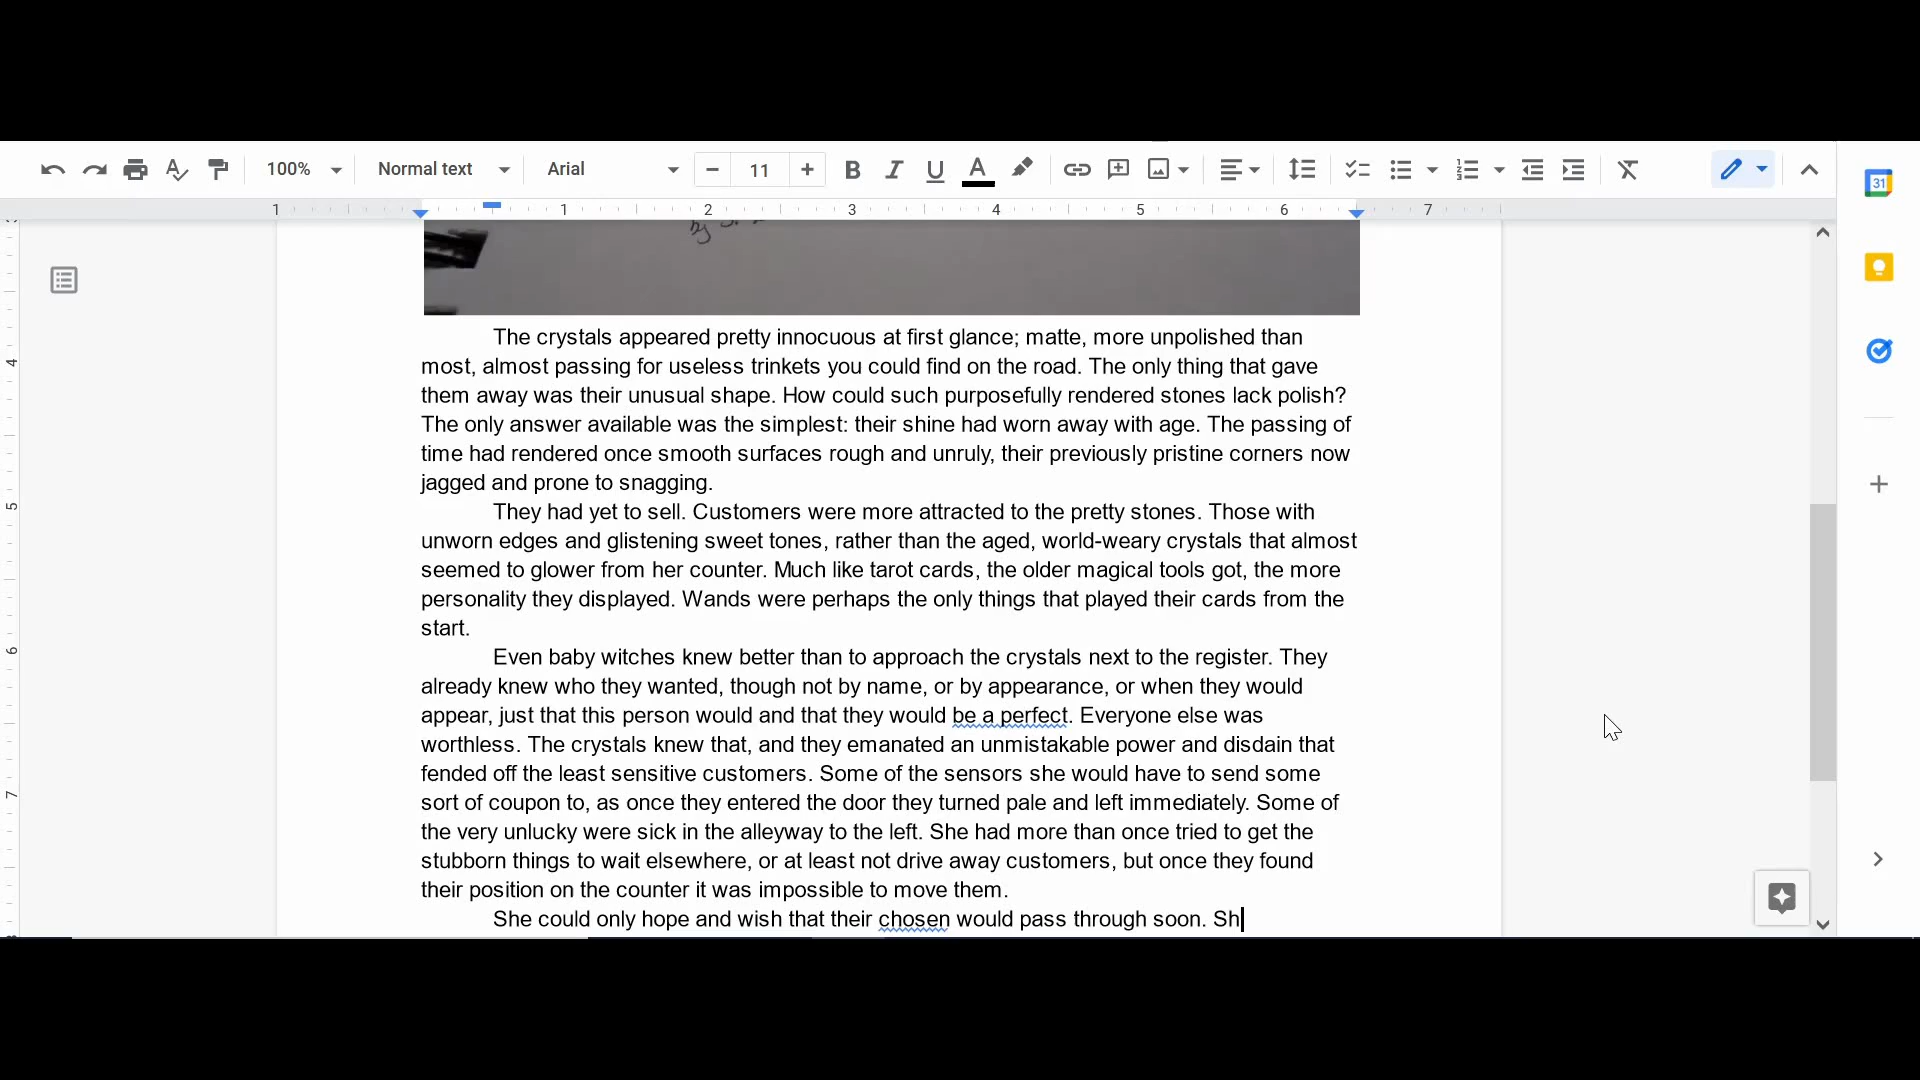 100% Normal text Arial 11 B I U A
1 1 2 3 4 5 6 7
31
by
The crystals appeared pretty innocuous at first glance; matte, more unpolished than
most, almost passing for useless trinkets you could find on the road. The only thing that gave
them away was their unusual shape. How could such purposefully rendered stones lack polish?
The only answer available was the simplest: their shine had worn away with age. The passing of
time had rendered once smooth surfaces rough and unruly, their previously pristine corners now
jagged and prone to snagging.
They had yet to sell. Customers were more attracted to the pretty stones. Those with
unworn edges and glistening sweet tones, rather than the aged, world-weary crystals that almost
seemed to glower from her counter. Much like tarot cards, the older magical tools got, the more
personality they displayed. Wands were perhaps the only things that played their cards from the
start.
Even baby witches knew better than to approach the crystals next to the register. They
already knew who they wanted, though not by name, or by appearance, or when they would
appear, just that this person would and that they would be a perfect. Everyone else was
worthless. The crystals knew that, and they emanated an unmistakable power and disdain that
fended off the least sensitive customers. Some of the sensors she would have to send some
sort of coupon to, as once they entered the door they turned pale and left immediately. Some of
the very unlucky were sick in the alleyway to the left. She had more than once tried to get the
stubborn things to wait elsewhere, or at least not drive away customers, but once they found
their position on the counter it was impossible to move them.
She could only hope and wish that their chosen would pass through soon. Sh
4
5
6
7